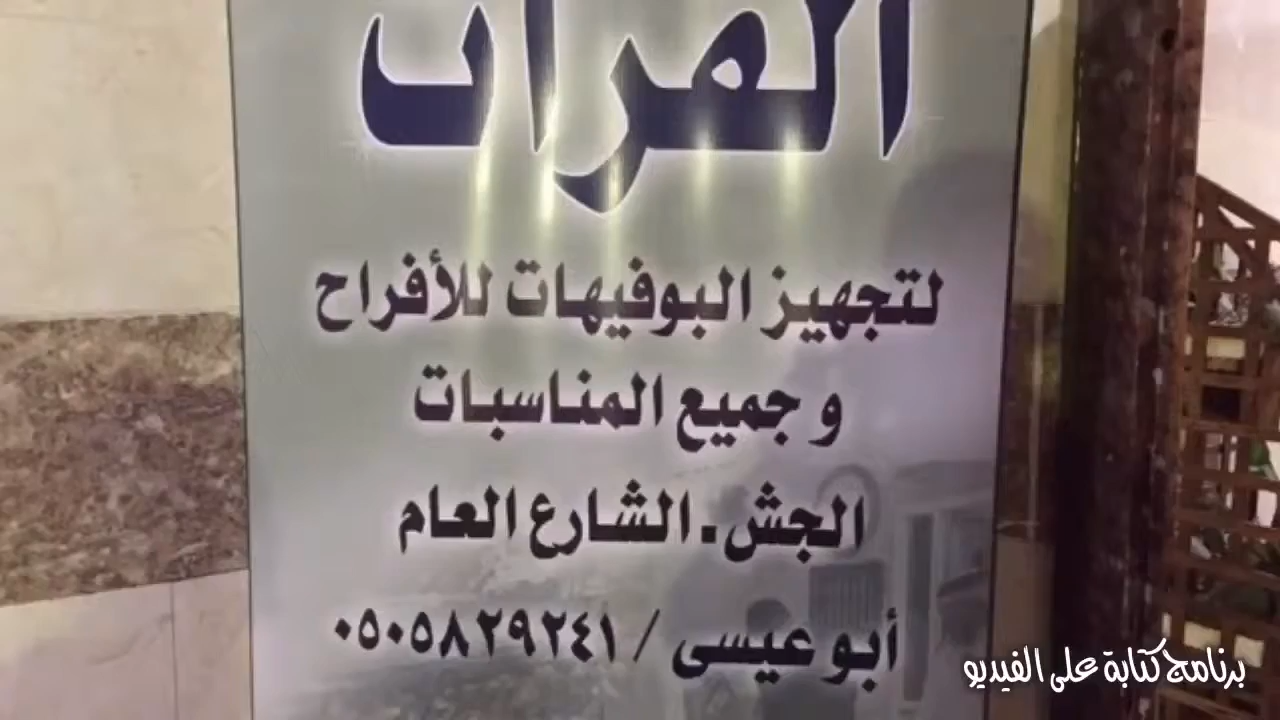 لتجهيز البوفيهات للأفراح
و جميع المناسبات
الجش . الشارع العام
أبو عيسى / ٠٥٠٥٨٢٩٢٤١
برنامج كتابة على الفيديو